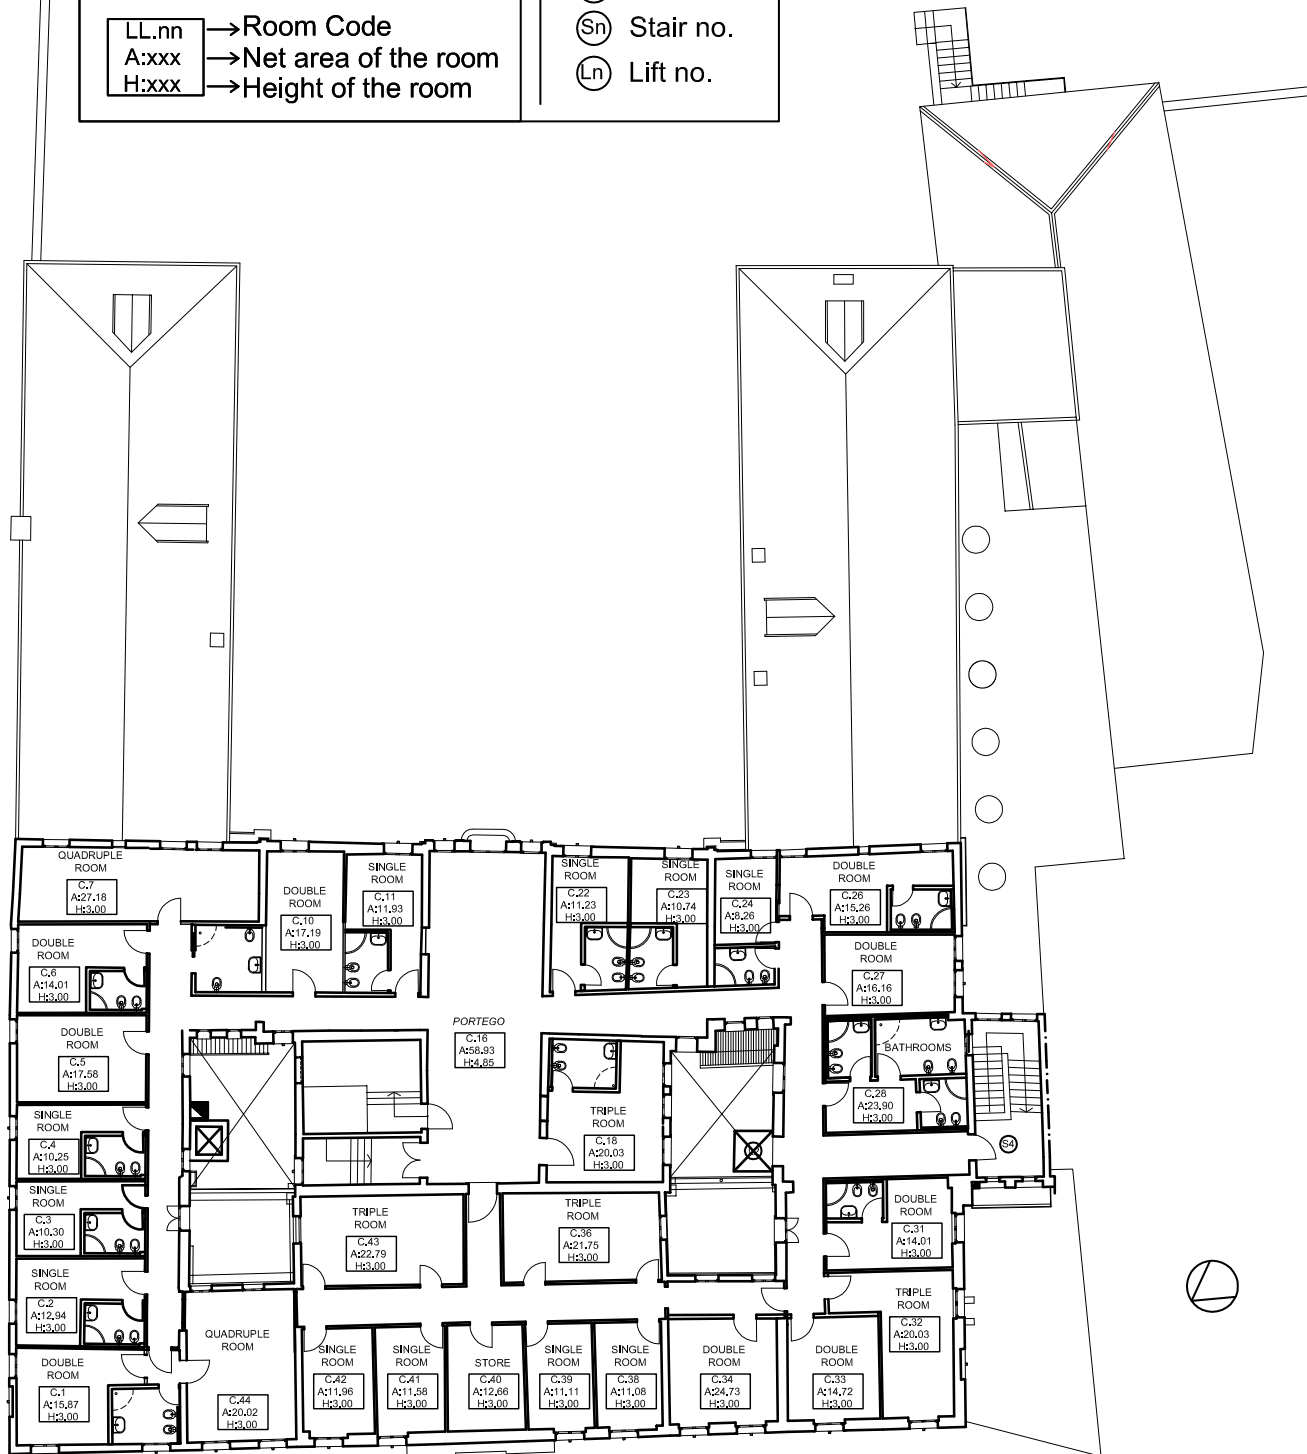 LL.nn
Room Code
A:xxx
Net area of the room
H:xxx
Height of the room
Sn
Stair no.
Ln
Lift no.
QUADRUPLE
ROOM
C.7
A:27.18
H:3.00
DOUBLE
ROOM
C.10
A:17.19
H:3.00
SINGLE
ROOM
C.11
A:11.93
H:3.00
SINGLE
ROOM
C.22
A:11.23
H:3.00
SINGLE
ROOM
C.23
A:10.74
H:3.00
SINGLE
ROOM
C.24
A:8.26
H:3.00
DOUBLE
ROOM
C.26
A:15.26
H:3.00
DOUBLE
ROOM
C.6
A:14.01
H:3.00
DOUBLE
ROOM
C.27
A:16.16
H:3.00
DOUBLE
ROOM
C.5
A:17.58
H:3.00
PORTEGO
C.16
A:58.93
H:4.85
BATHROOMS
C.28
A:23.90
H:3.00
SINGLE
ROOM
C.4
A:10.25
H:3.00
TRIPLE
ROOM
C.18
A:20.03
H:3.00
S4
SINGLE
ROOM
C.3
A:10.30
H:3.00
TRIPLE
ROOM
C.43
A:22.79
H:3.00
TRIPLE
ROOM
C.36
A:21.75
H:3.00
DOUBLE
ROOM
C.31
A:14.01
H:3.00
SINGLE
ROOM
C.2
A:12.94
H:3.00
TRIPLE
ROOM
C.32
A:20.03
H:3.00
DOUBLE
ROOM
C.1
A:15.87
H:3.00
QUADRUPLE
ROOM
C.44
A:20.02
H:3.00
SINGLE
ROOM
C.42
A:11.96
H:3.00
SINGLE
ROOM
C.41
A:11.58
H:3.00
STORE
C.40
A:12.66
H:3.00
SINGLE
ROOM
C.39
A:11.11
H:3.00
SINGLE
ROOM
C.38
A:11.08
H:3.00
DOUBLE
ROOM
C.34
A:24.73
H:3.00
DOUBLE
ROOM
C.33
A:14.72
H:3.00